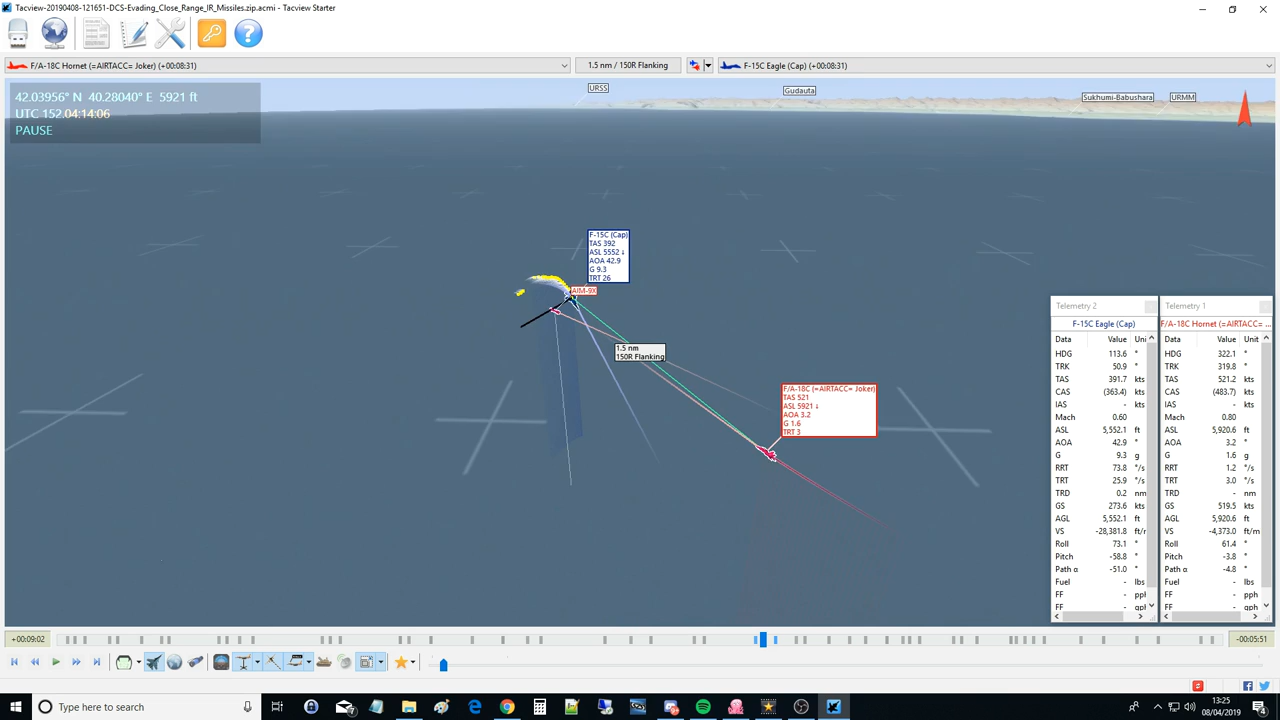 Tacview-20190408-121651-DCS-Evading_Close_Range_IR_Missiles.zip.acmi - Tacview Starter
F/A-18C Hornet (=AIRTACC= Joker) (+00:08:31)
1.5 nm / 150R Flanking
F-15C Eagle (Cap) (+00:08:31)
42.03956° N 40.28040° E 5921 ft
UTC 152.04:14:06
PAUSE
URSS
Gudauta
Sukhumi-Babushara
URMM
F-15C (Cap)
TAS 392
ASL 5552 ↓
AOA 42.9
G 9.3
TRT 26
AIM-9X
1.5 nm
150R Flanking
F/A-18C (=AIRTACC= Joker)
TAS 521
ASL 5921 ↓
AOA 3.2
G 1.6
TRT 3
Telemetry 2
F-15C Eagle (Cap)
Data Value Uni
HDG 113.6 °
TRK 50.9 °
TAS 391.7 kts
CAS (363.4) kts
IAS - kts
Mach 0.60
ASL 5,552.1 ft
AOA 42.9 °
G 9.3 g
RRT 73.8 °/s
TRT 25.9 °/s
TRD 0.2 nm
GS 273.6 kts
AGL 5,552.1 ft
VS -28,381.8 ft/r
Roll 73.1 °
Pitch -58.8 °
Path α -51.0 °
Fuel - lbs
FF - ppl
FF - gpl
Telemetry 1
F/A-18C Hornet (=AIRTACC= ...
Data Value Unit
HDG 322.1 °
TRK 319.8 °
TAS 521.2 kts
CAS (483.7) kts
IAS - kts
Mach 0.80
ASL 5,920.6 ft
AOA 3.2 °
G 1.6 g
RRT 1.2 °/s
TRT 3.0 °/s
TRD - nm
GS 519.5 kts
AGL 5,920.6 ft
VS -4,373.0 ft/m
Roll 61.4 °
Pitch -3.8 °
Path α -4.8 °
Fuel - lbs
FF - pph
FF - gph
+00:09:02
-00:05:51
Type here to search
13:25
08/04/2019